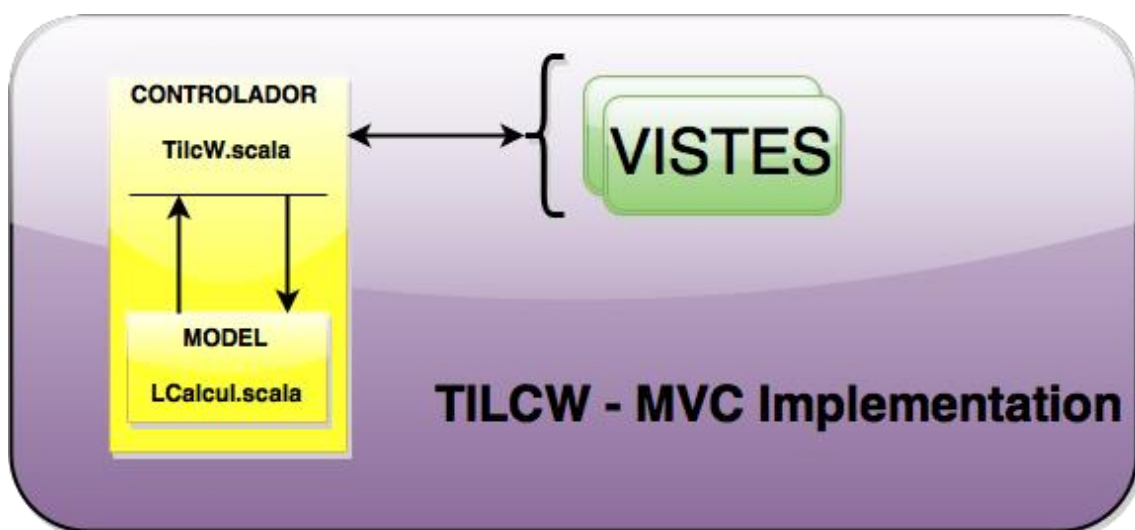 CONTROLADOR
TilcW.scala
MODEL
LCalcul.scala
VISTES
TILCW - MVC Implementation